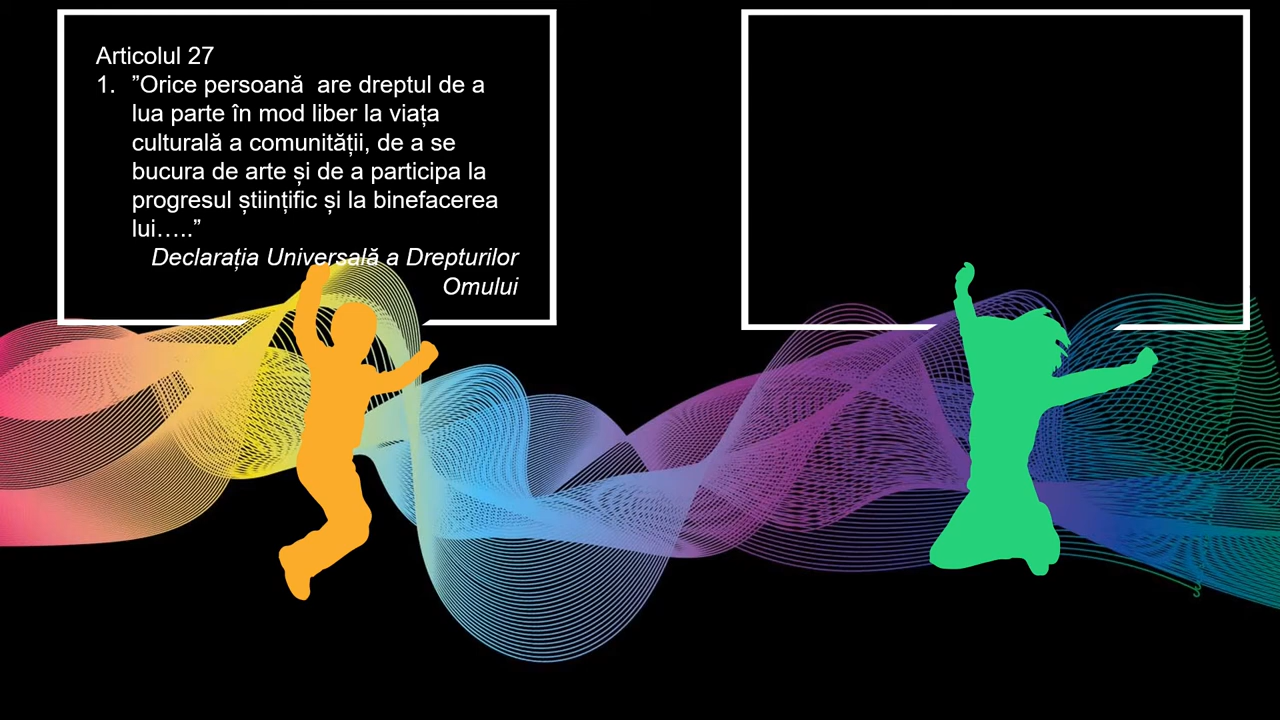 Articolul 27
1. ”Orice persoană  are dreptul de a
lua parte în mod liber la viața
culturală a comunității, de a se
bucura de arte și de a participa la
progresul științific și la binefacerea
lui…..”
Declarația Universală a Drepturilor
Omului